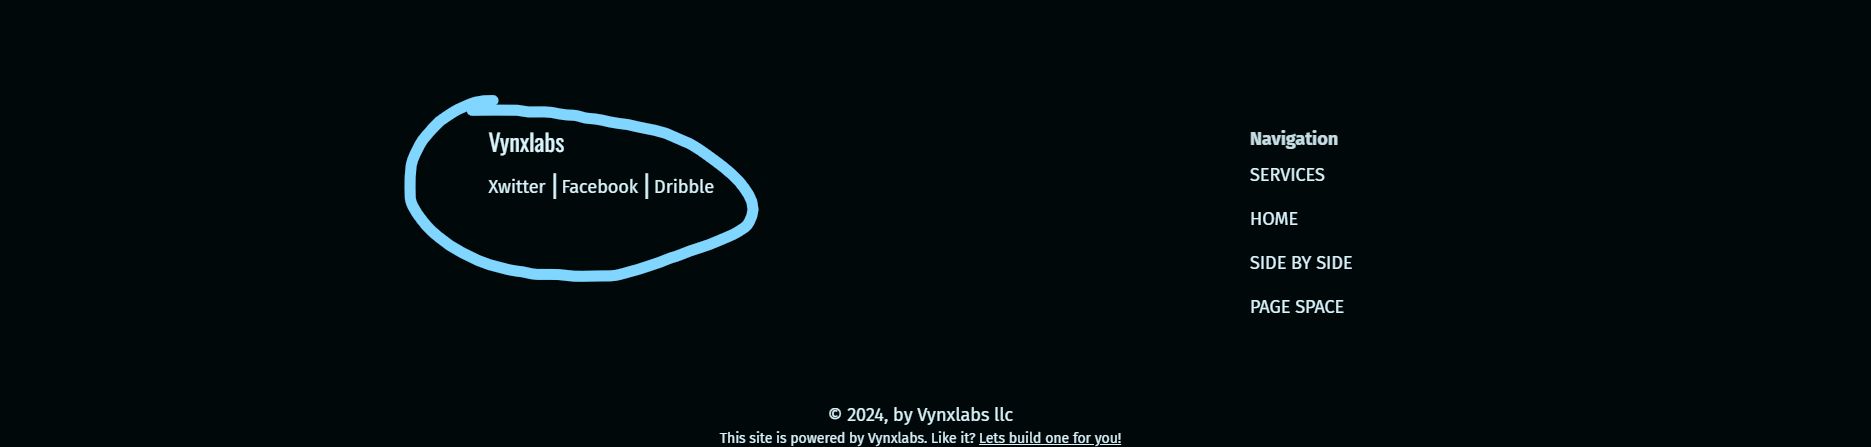 Vynxlabs
Xwitter | Facebook | Dribble
Navigation
SERVICES
HOME
SIDE BY SIDE
PAGE SPACE
© 2024, by Vynxlabs llc
This site is powered by Vynxlabs. Like it? Lets build one for you!